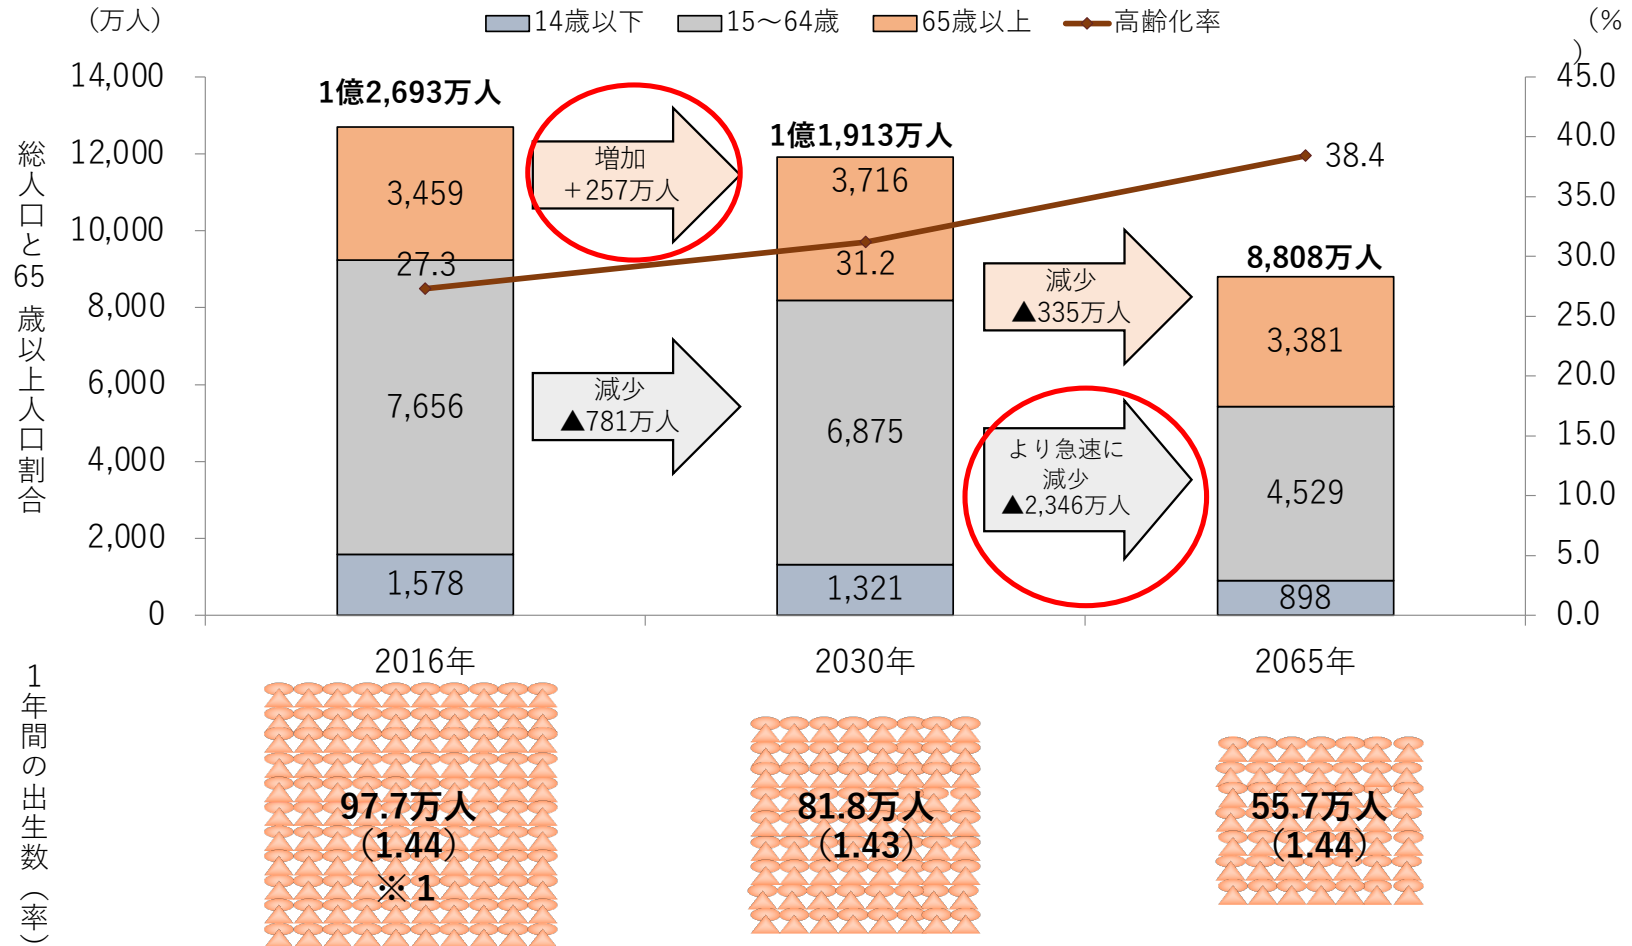 （万人）
14歳以下
15～64歳
65歳以上
高齢化率
（%
）
総人口と65歳以上人口割合
14,000
12,000
10,000
8,000
6,000
4,000
2,000
0
45.0
40.0
35.0
30.0
25.0
20.0
15.0
10.0
5.0
0.0
1億2,693万人
3,459
27.3
7,656
1,578
増加
＋257万人
減少
▲781万人
1億1,913万人
3,716
31.2
6,875
1,321
減少
▲335万人
より急速に
減少
▲2,346万人
38.4
8,808万人
3,381
4,529
898
2016年
2030年
2065年
1年間の出生数（率）
97.7万人
（1.44）
※1
81.8万人
（1.43）
55.7万人
（1.44）